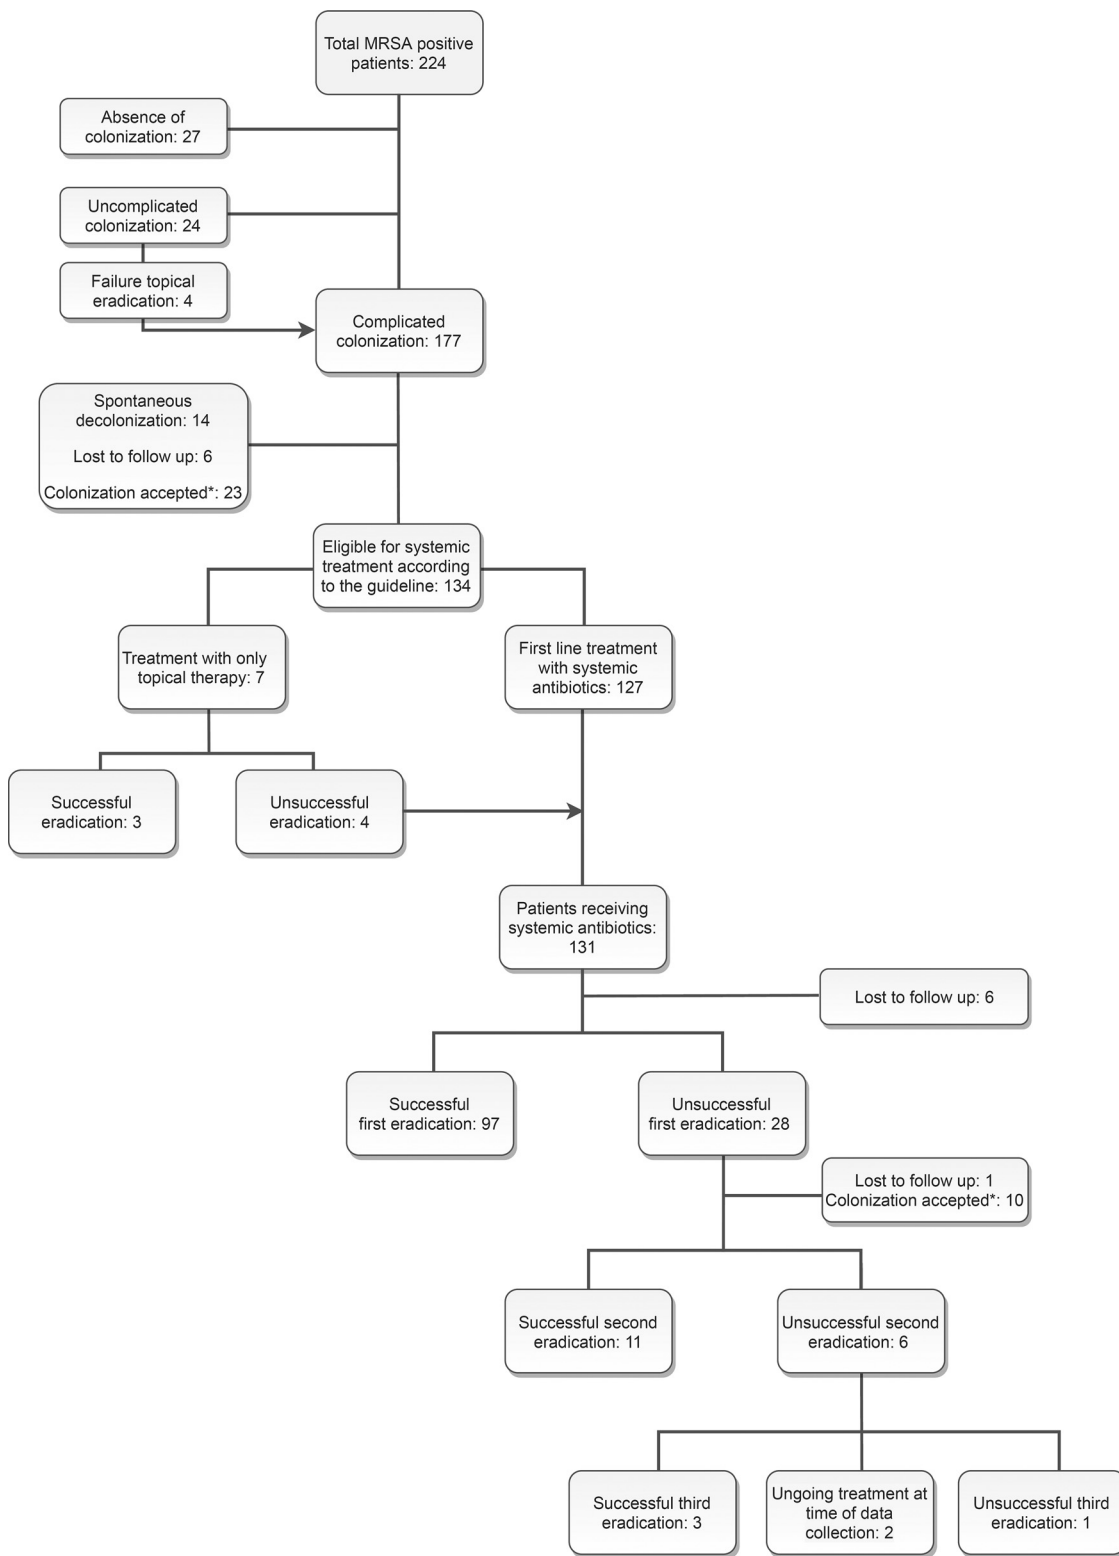 Total MRSA positive
patients: 224
Absence of
colonization: 27
Uncomplicated
colonization: 24
Failure topical
eradication: 4
Complicated
colonization: 177
Spontaneous
decolonization: 14
Lost to follow up: 6
Colonization accepted*: 23
Eligible for systemic
treatment according
to the guideline: 134
Treatment with only
topical therapy: 7
First line treatment
with systemic
antibiotics: 127
Successful
eradication: 3
Unsuccessful
eradication: 4
Patients receiving
systemic antibiotics:
131
Lost to follow up: 6
Successful
first eradication: 97
Unsuccessful
first eradication: 28
Lost to follow up: 1
Colonization accepted*: 10
Successful second
eradication: 11
Unsuccessful second
eradication: 6
Successful third
eradication: 3
Ungoing treatment at
time of data
collection: 2
Unsuccessful third
eradication: 1